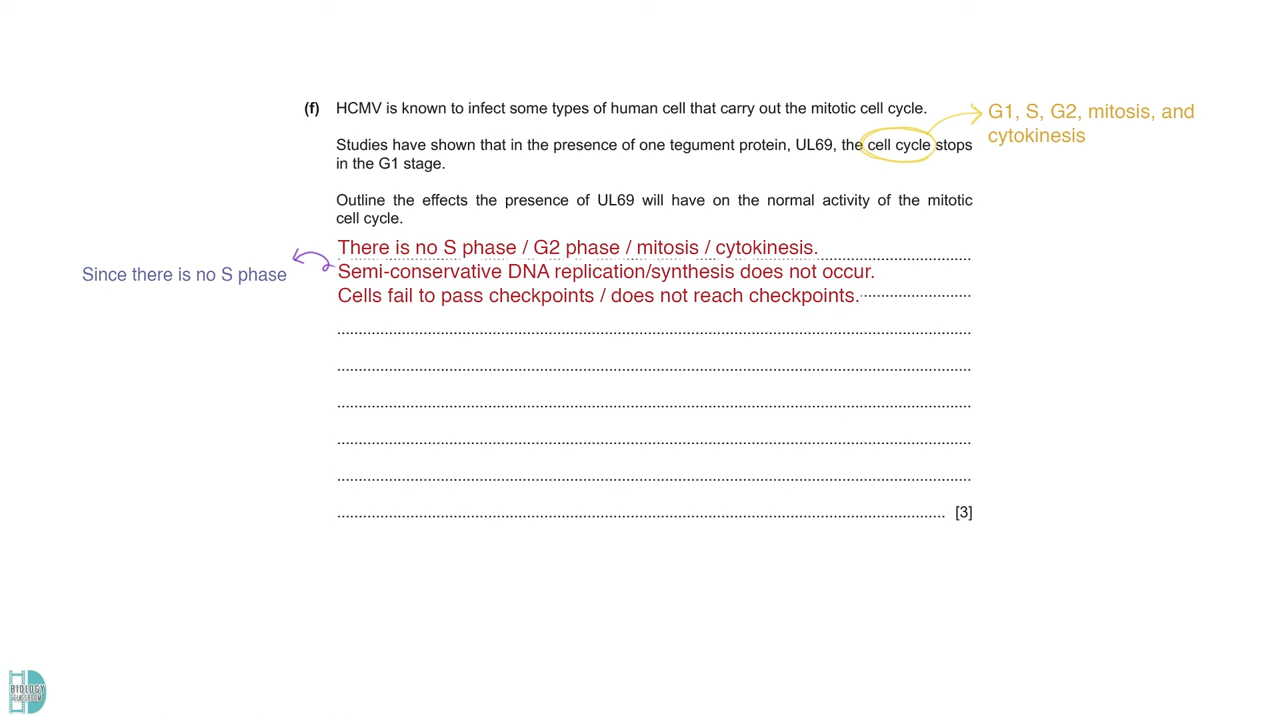 (f) HCMV is known to infect some types of human cell that carry out the mitotic cell cycle.
G1, S, G2, mitosis, and
cytokinesis
Studies have shown that in the presence of one tegument protein, UL69, the cell cycle stops
in the G1 stage.
Outline the effects the presence of UL69 will have on the normal activity of the mitotic
cell cycle.
There is no S phase / G2 phase / mitosis / cytokinesis.
Since there is no S phase
Semi-conservative DNA replication/synthesis does not occur.
Cells fail to pass checkpoints / does not reach checkpoints.
[3]
BIOLOGY
CLASSROOM